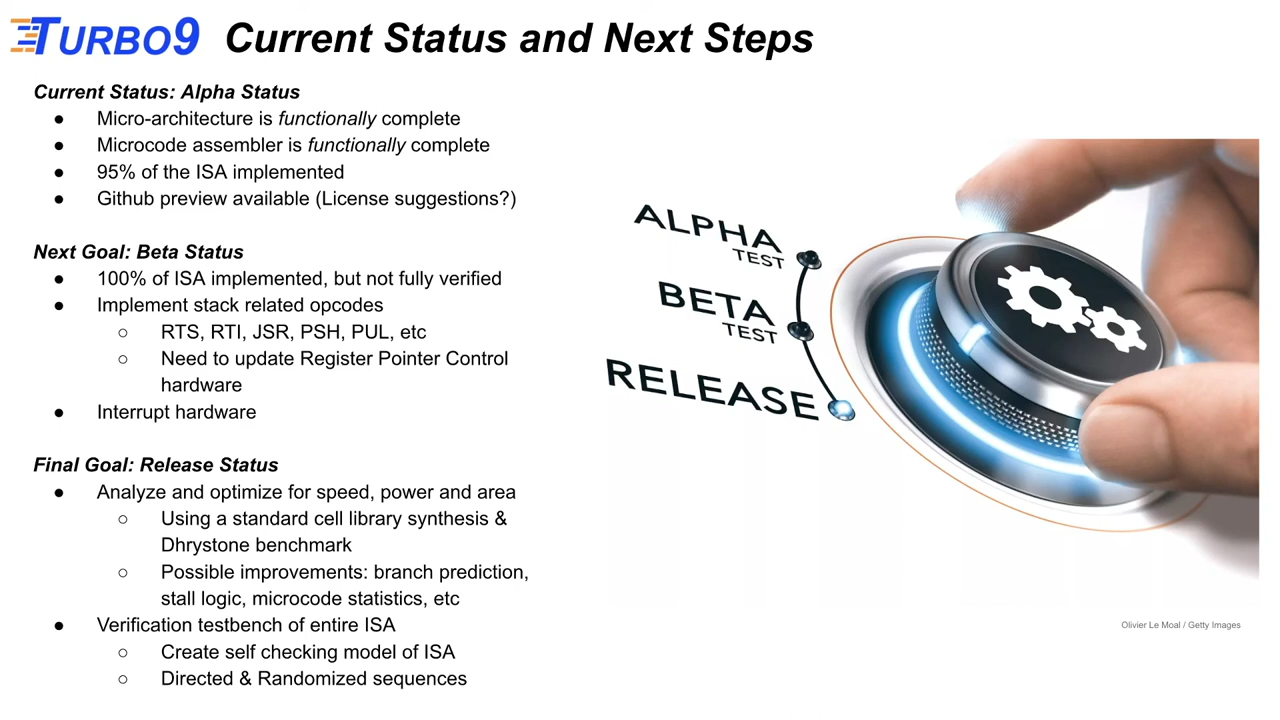 TURBO9 Current Status and Next Steps
Current Status: Alpha Status
● Micro-architecture is functionally complete
● Microcode assembler is functionally complete
● 95% of the ISA implemented
● Github preview available (License suggestions?)
Next Goal: Beta Status
● 100% of ISA implemented, but not fully verified
● Implement stack related opcodes
○ RTS, RTI, JSR, PSH, PUL, etc
○ Need to update Register Pointer Control
hardware
● Interrupt hardware
Final Goal: Release Status
● Analyze and optimize for speed, power and area
○ Using a standard cell library synthesis &
Dhrystone benchmark
○ Possible improvements: branch prediction,
stall logic, microcode statistics, etc
● Verification testbench of entire ISA
○ Create self checking model of ISA
○ Directed & Randomized sequences
ALPHA
TEST
BETA
TEST
RELEASE
Olivier Le Moal / Getty Images